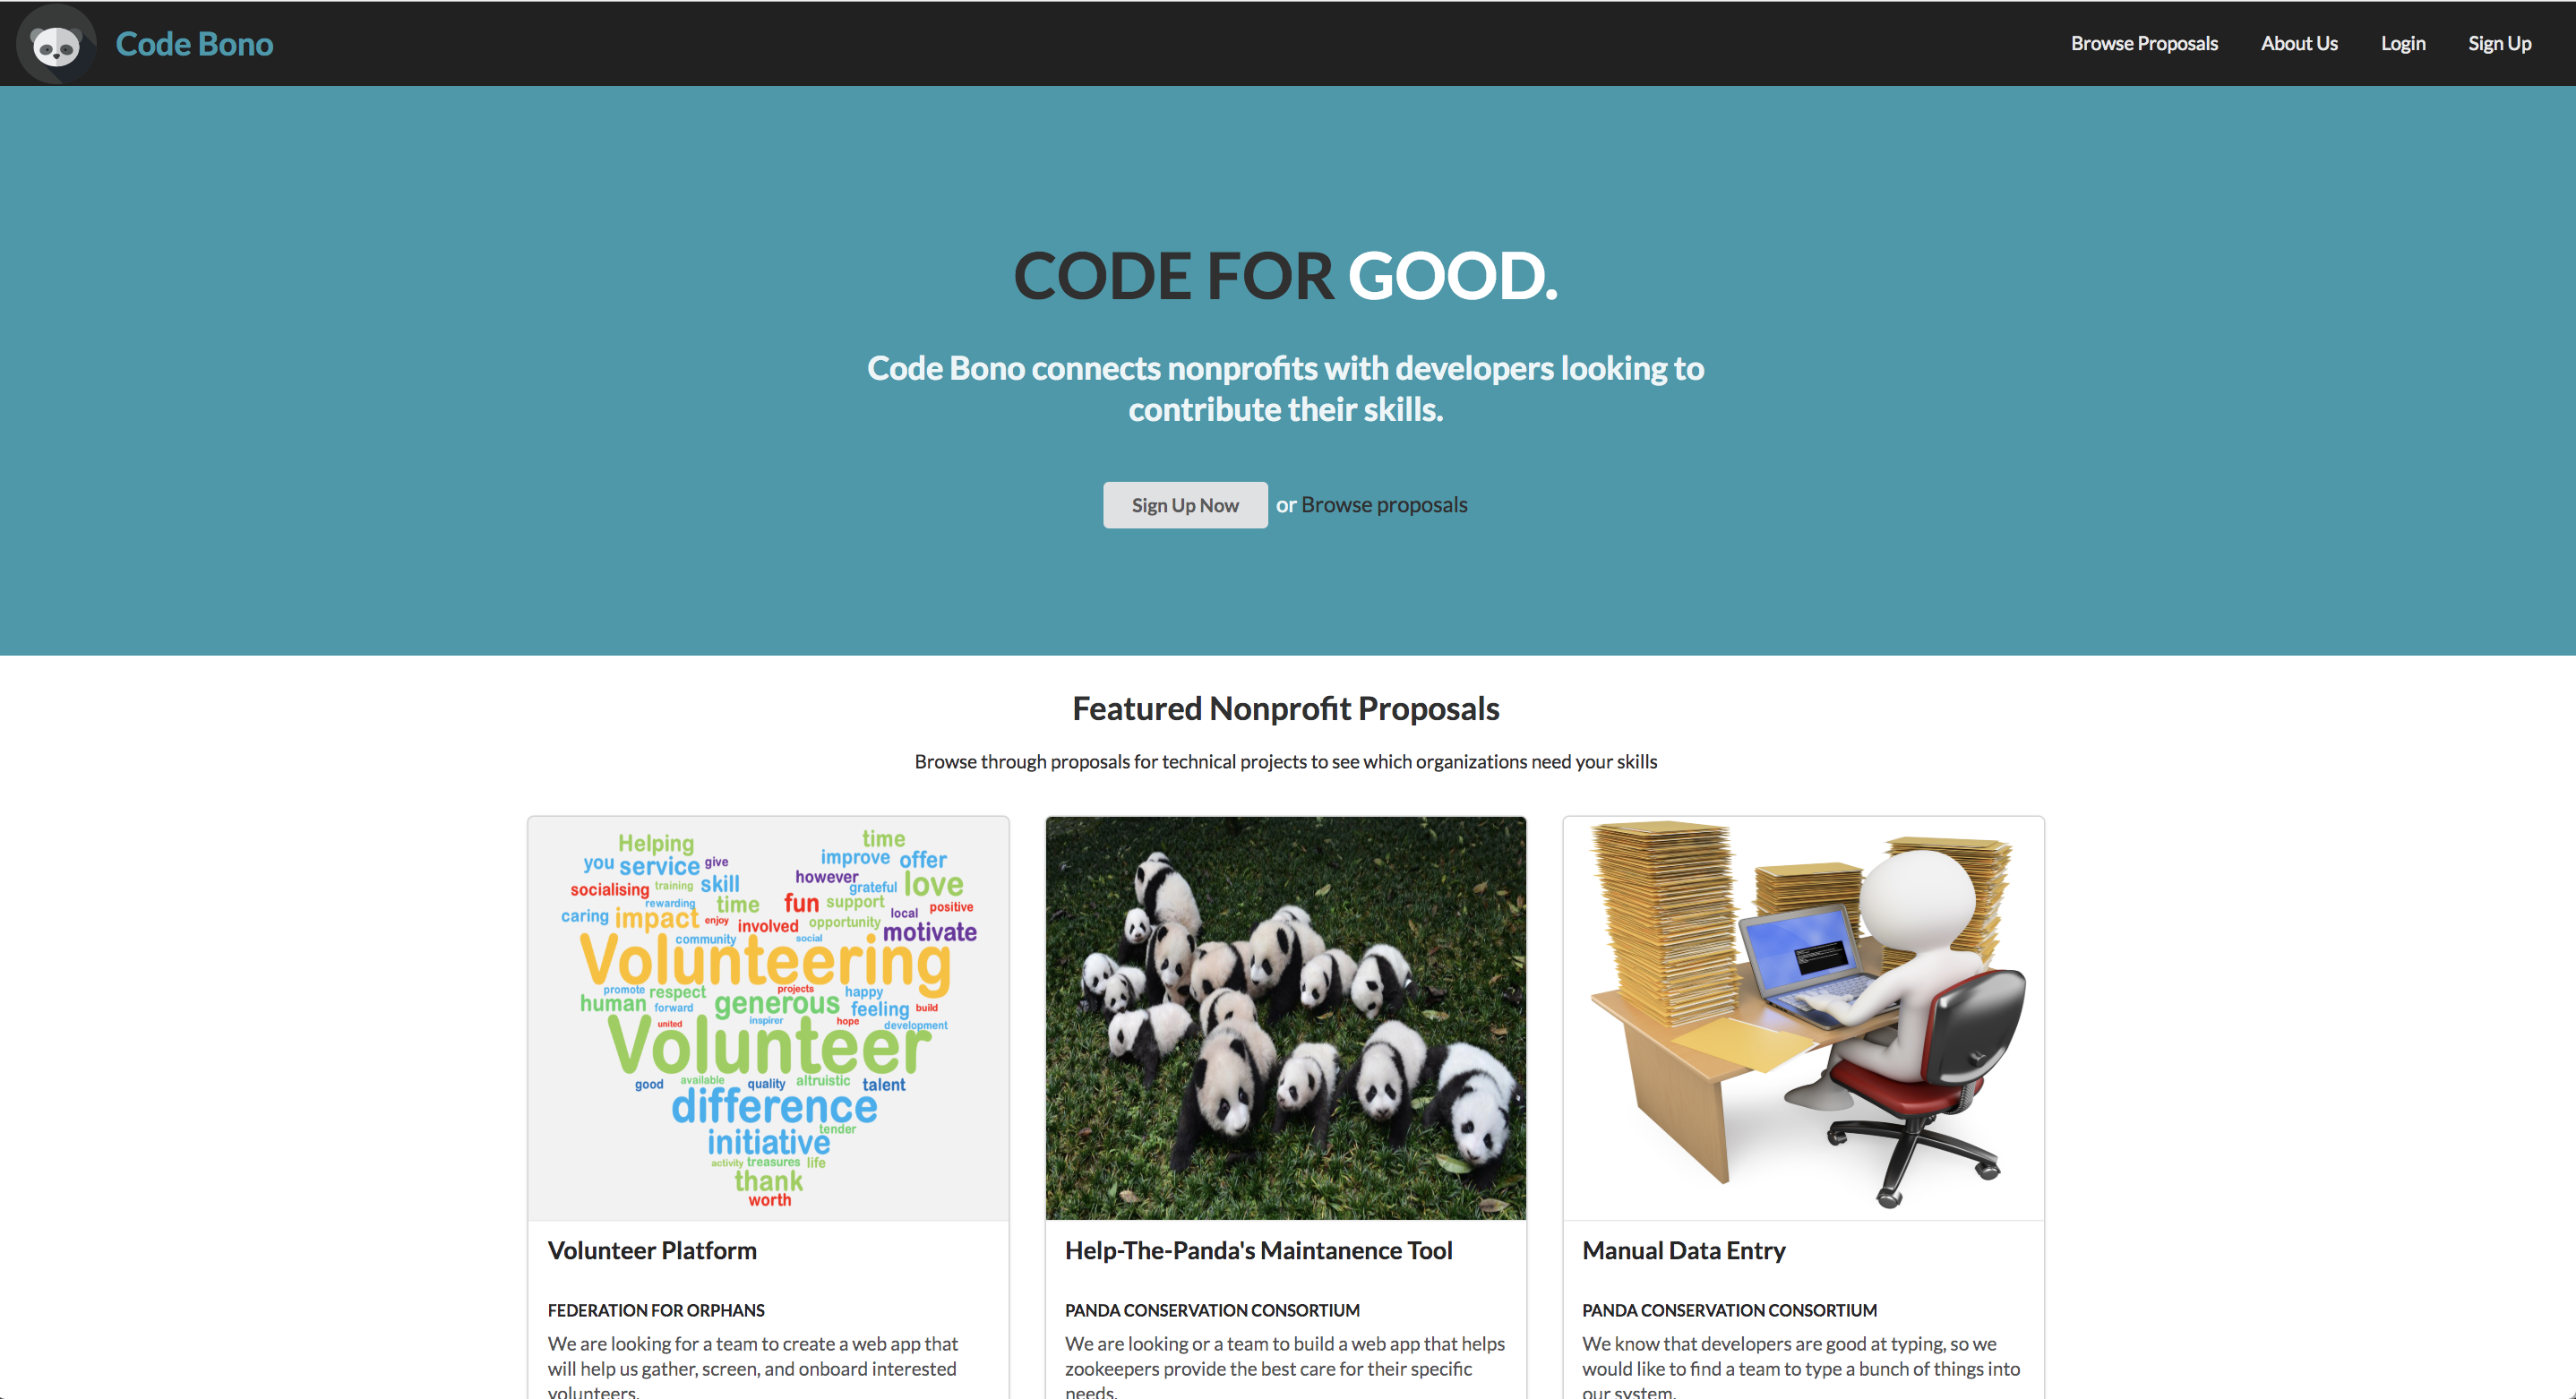 Code Bono
Browse Proposals
About Us
Login
Sign Up
CODE FOR GOOD.
Code Bono connects nonprofits with developers looking to
contribute their skills.
Sign Up Now
or Browse proposals
Featured Nonprofit Proposals
Browse through proposals for technical projects to see which organizations need your skills
Helping
time
you service give
improve offer
socialising training skill
however grateful love
rewarding time
fun support local positive
caring impact enjoy involved opportunity motivate
community social
Volunteering
promote respect projects happy
human forward generous feeling build
united inspirer hope development
Volunteer
good available quality altruistic talent
difference
initiative tender
activity treasures life
thank
worth
Volunteer Platform
FEDERATION FOR ORPHANS
We are looking for a team to create a web app that
will help us gather, screen, and onboard interested
volunteers.
Help-The-Panda's Maintanence Tool
PANDA CONSERVATION CONSORTIUM
We are looking or a team to build a web app that helps
zookeepers provide the best care for their specific
needs.
Manual Data Entry
PANDA CONSERVATION CONSORTIUM
We know that developers are good at typing, so we
would like to find a team to type a bunch of things into
our system.